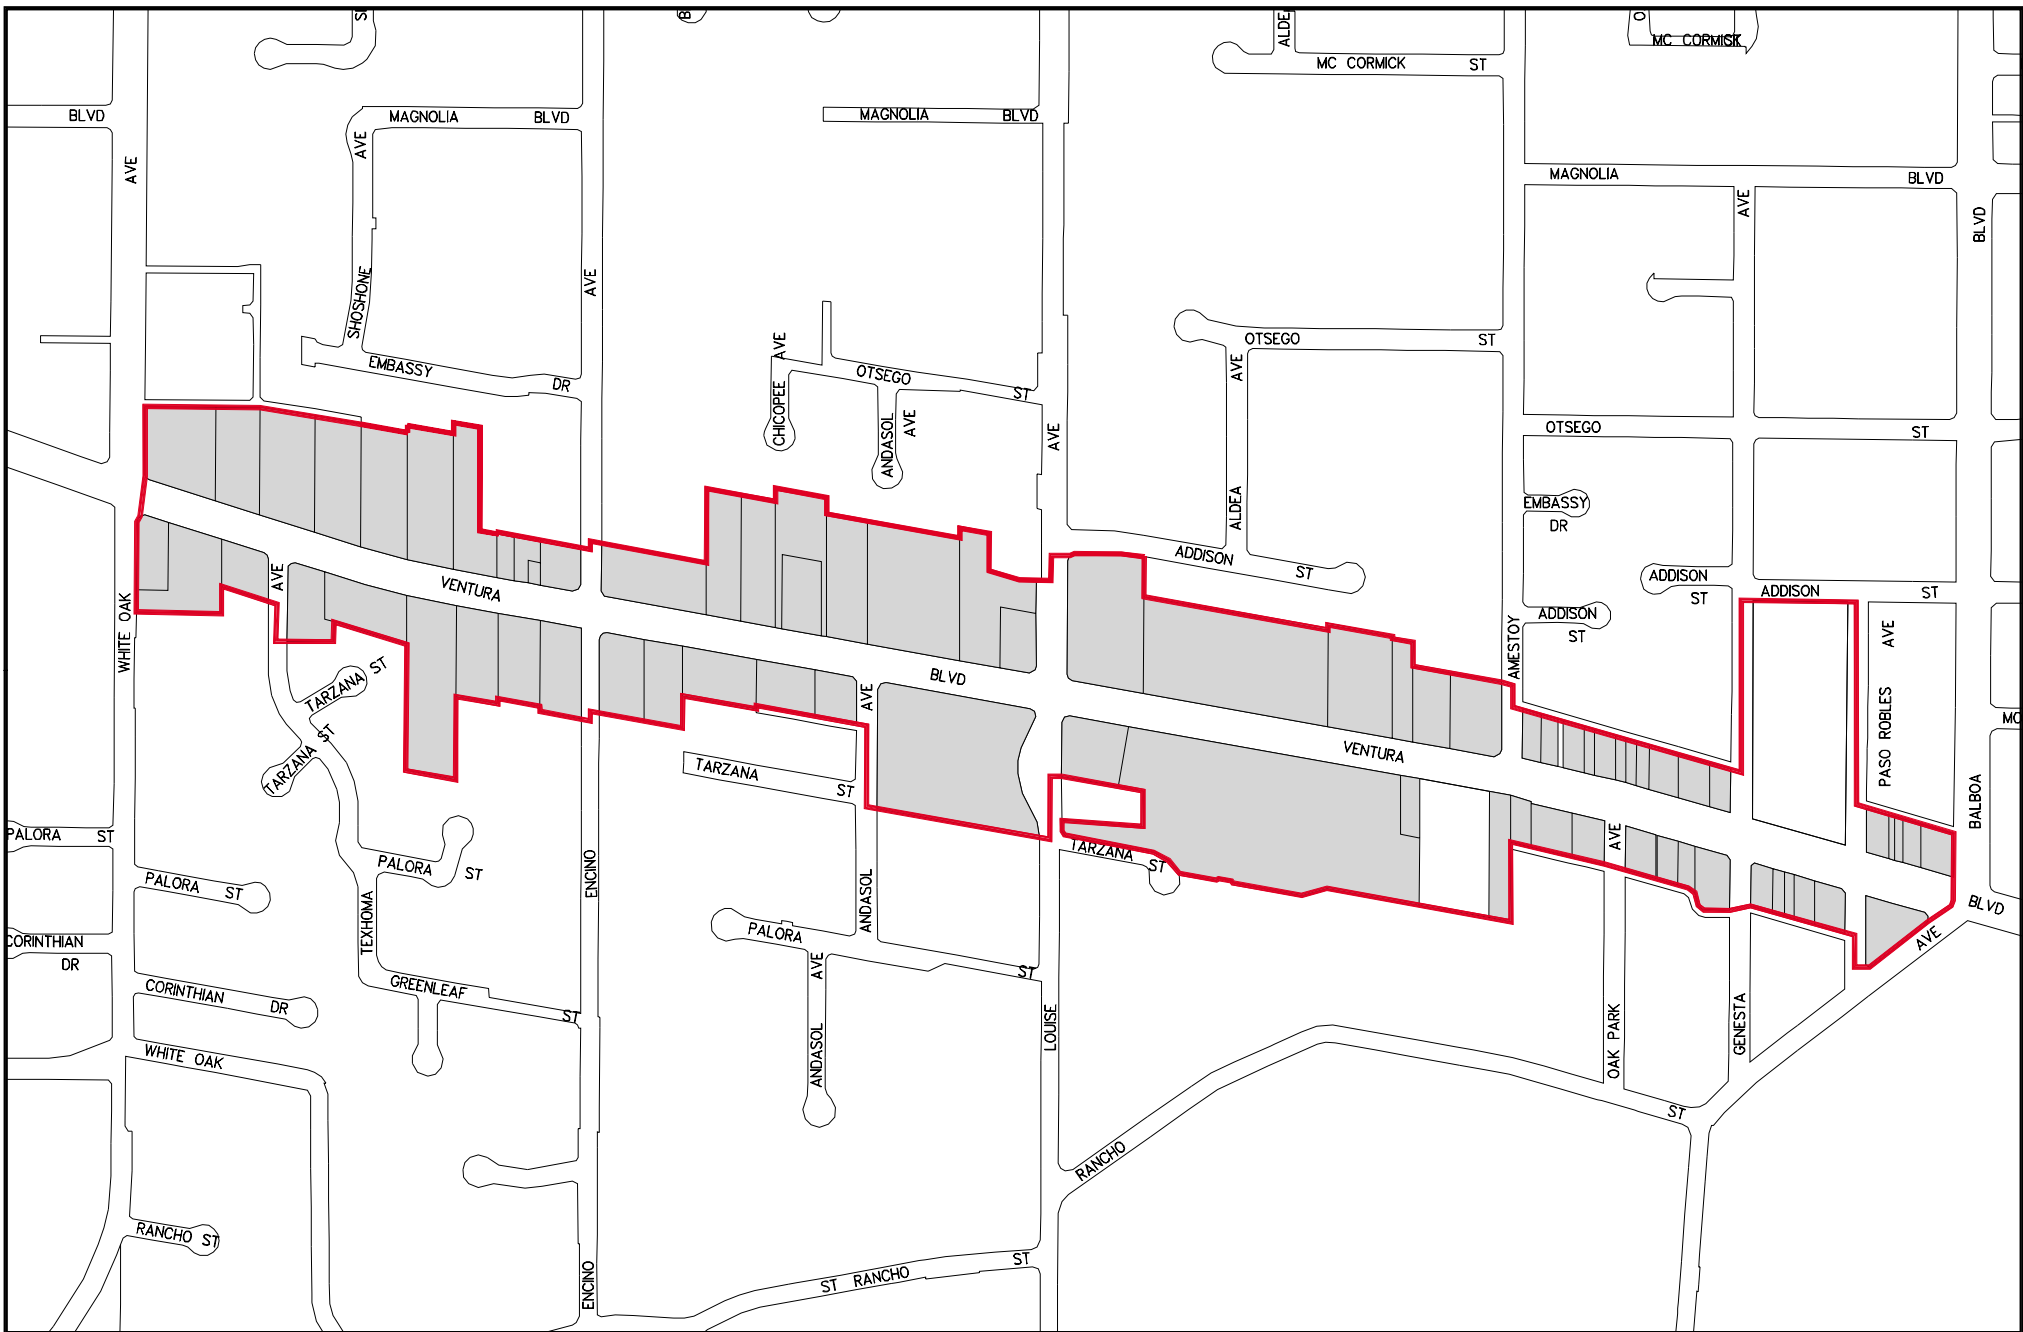 MC CORMICK
MC CORMICK ST
BLVD
MAGNOLIA BLVD
MAGNOLIA BLVD
AVE
AVE
MAGNOLIA BLVD
AVE
BLVD
AVE
SHOSHONE
EMBASSY DR
AVE
CHICOPEE
OTSEGO ST
ANDASOL
AVE
AVE
OTSEGO ST
AVE
ALDEA
OTSEGO ST
EMBASSY
DR
ADDISON ST
ADDISON
ST
ADDISON ST
ADDISON
ST
AVE
VENTURA
WHITE OAK
AMESTOY
AVE
PASO ROBLES
TARZANA ST
TARZANA ST
BLVD
AVE
VENTURA
BALBOA
TARZANA
ST
AVE
PALORA ST
TARZANA
ST
PALORA ST
PALORA ST
ENCINO
ANDASOL
BLVD
AVE
CORINTHIAN
DR
TEXHOMA
PALORA
AVE
ST
GREENLEAF ST
CORINTHIAN DR
LOUISE
OAK PARK
GENESTA
WHITE OAK
ANDASOL
ST
RANCHO
RANCHO ST
ENCINO
ST RANCHO
ST